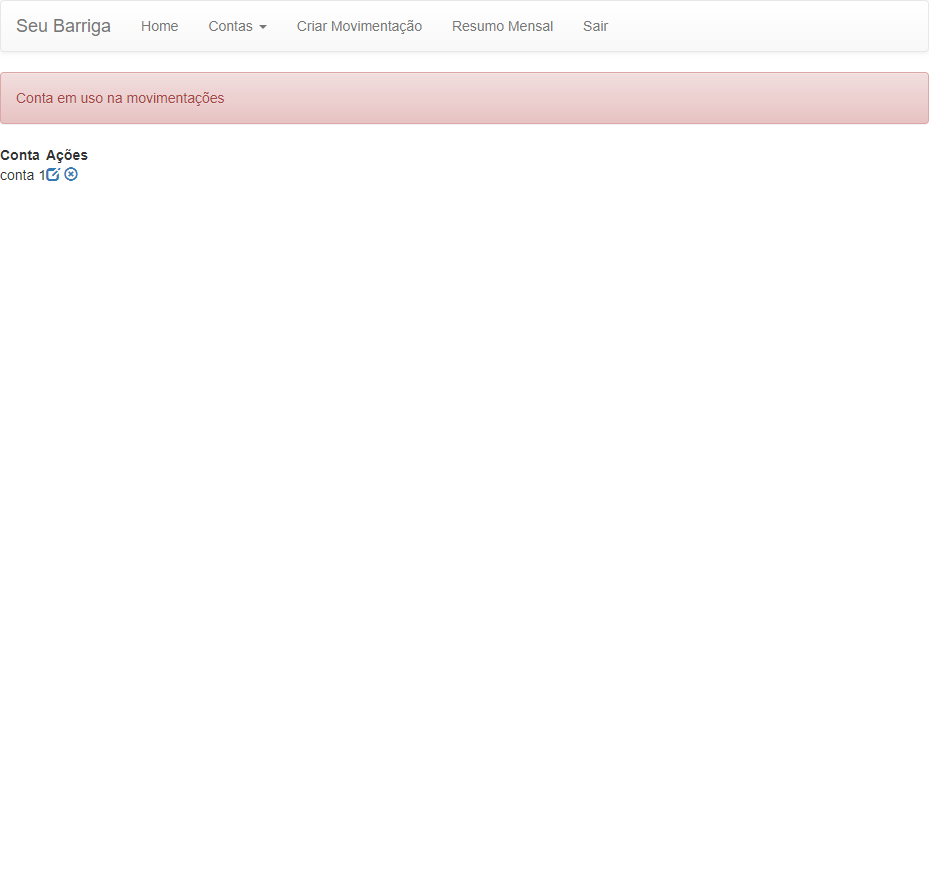 Seu Barriga Home Contas Criar Movimentação Resumo Mensal Sair
Conta em uso na movimentações
Conta Ações
conta 1